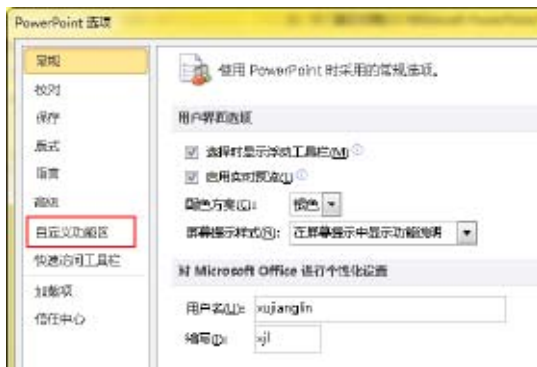 PowerPoint 选项
常规
校对
保存
版式
语言
高级
自定义功能区
快速访问工具栏
加载项
信任中心
使用 PowerPoint 时采用的常规选项。
用户界面选项
选择时显示浮动工具栏(M)
启用实时预览(L)
配色方案(C): 银色
屏幕提示样式(R): 在屏幕提示中显示功能说明
对 Microsoft Office 进行个性化设置
用户名(U): xujianglin
缩写(I): xjl